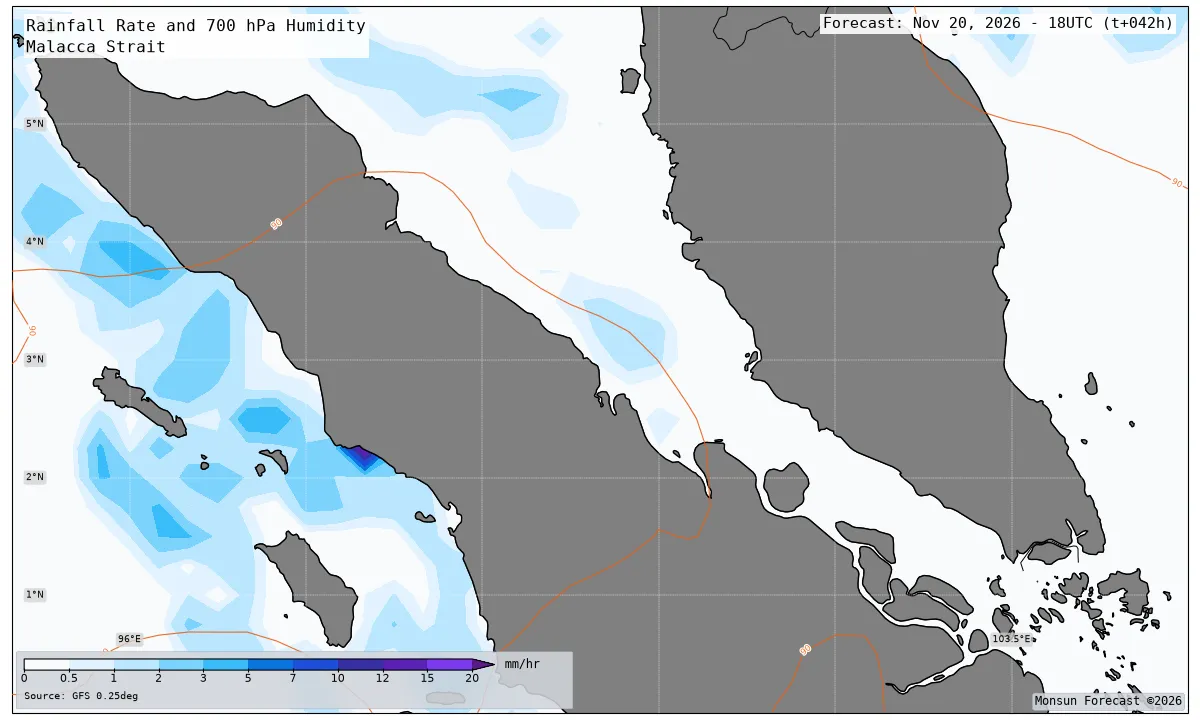 Rainfall Rate and 700 hPa Humidity
Malacca Strait
Forecast: Nov 20, 2026 - 18UTC (t+042h)
5°N
90
4°N
90
90
3°N
2°N
1°N
96°E
103.5°E
90
mm/hr
0 0.5 1 2 3 5 7 10 12 15 20
Source: GFS 0.25deg
Monsun Forecast ©2026